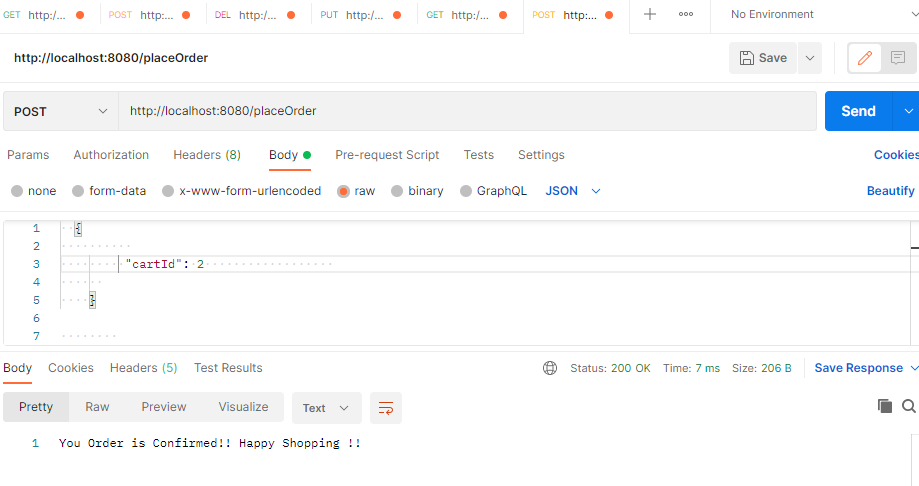 GET http:/... POST http:... DEL http:/... PUT http:/... GET http:/... POST http:... No Environment
http://localhost:8080/placeOrder Save
POST http://localhost:8080/placeOrder Send
Params Authorization Headers (8) Body Pre-request Script Tests Settings Cookies
none form-data x-www-form-urlencoded raw binary GraphQL JSON Beautify
1 {
2
3 "cartId": 2
4
5 }
6
7
Body Cookies Headers (5) Test Results Status: 200 OK Time: 7 ms Size: 206 B Save Response
Pretty Raw Preview Visualize Text
1 You Order is Confirmed!! Happy Shopping !!